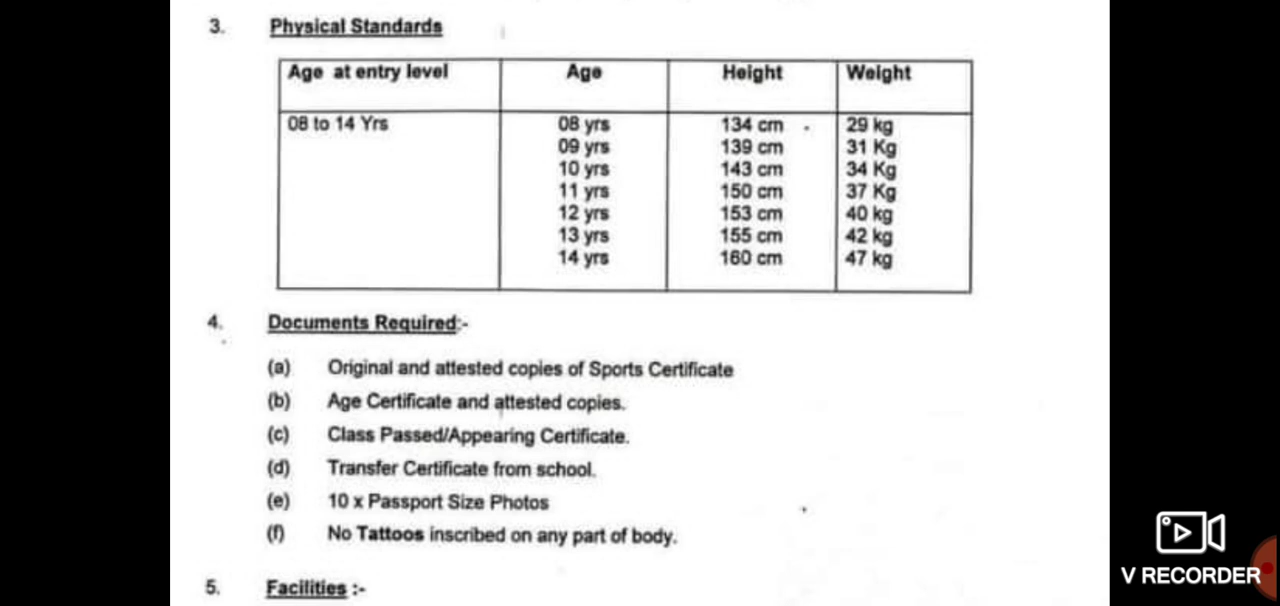 3. Physical Standards
Age at entry level Age Height Weight
08 to 14 Yrs 08 yrs 134 cm 29 kg
09 yrs 139 cm 31 Kg
10 yrs 143 cm 34 Kg
11 yrs 150 cm 37 Kg
12 yrs 153 cm 40 kg
13 yrs 155 cm 42 kg
14 yrs 160 cm 47 kg
4. Documents Required:-
(a) Original and attested copies of Sports Certificate
(b) Age Certificate and attested copies.
(c) Class Passed/Appearing Certificate.
(d) Transfer Certificate from school.
(e) 10 x Passport Size Photos
(f) No Tattoos inscribed on any part of body.
5. Facilities :-
V RECORDER